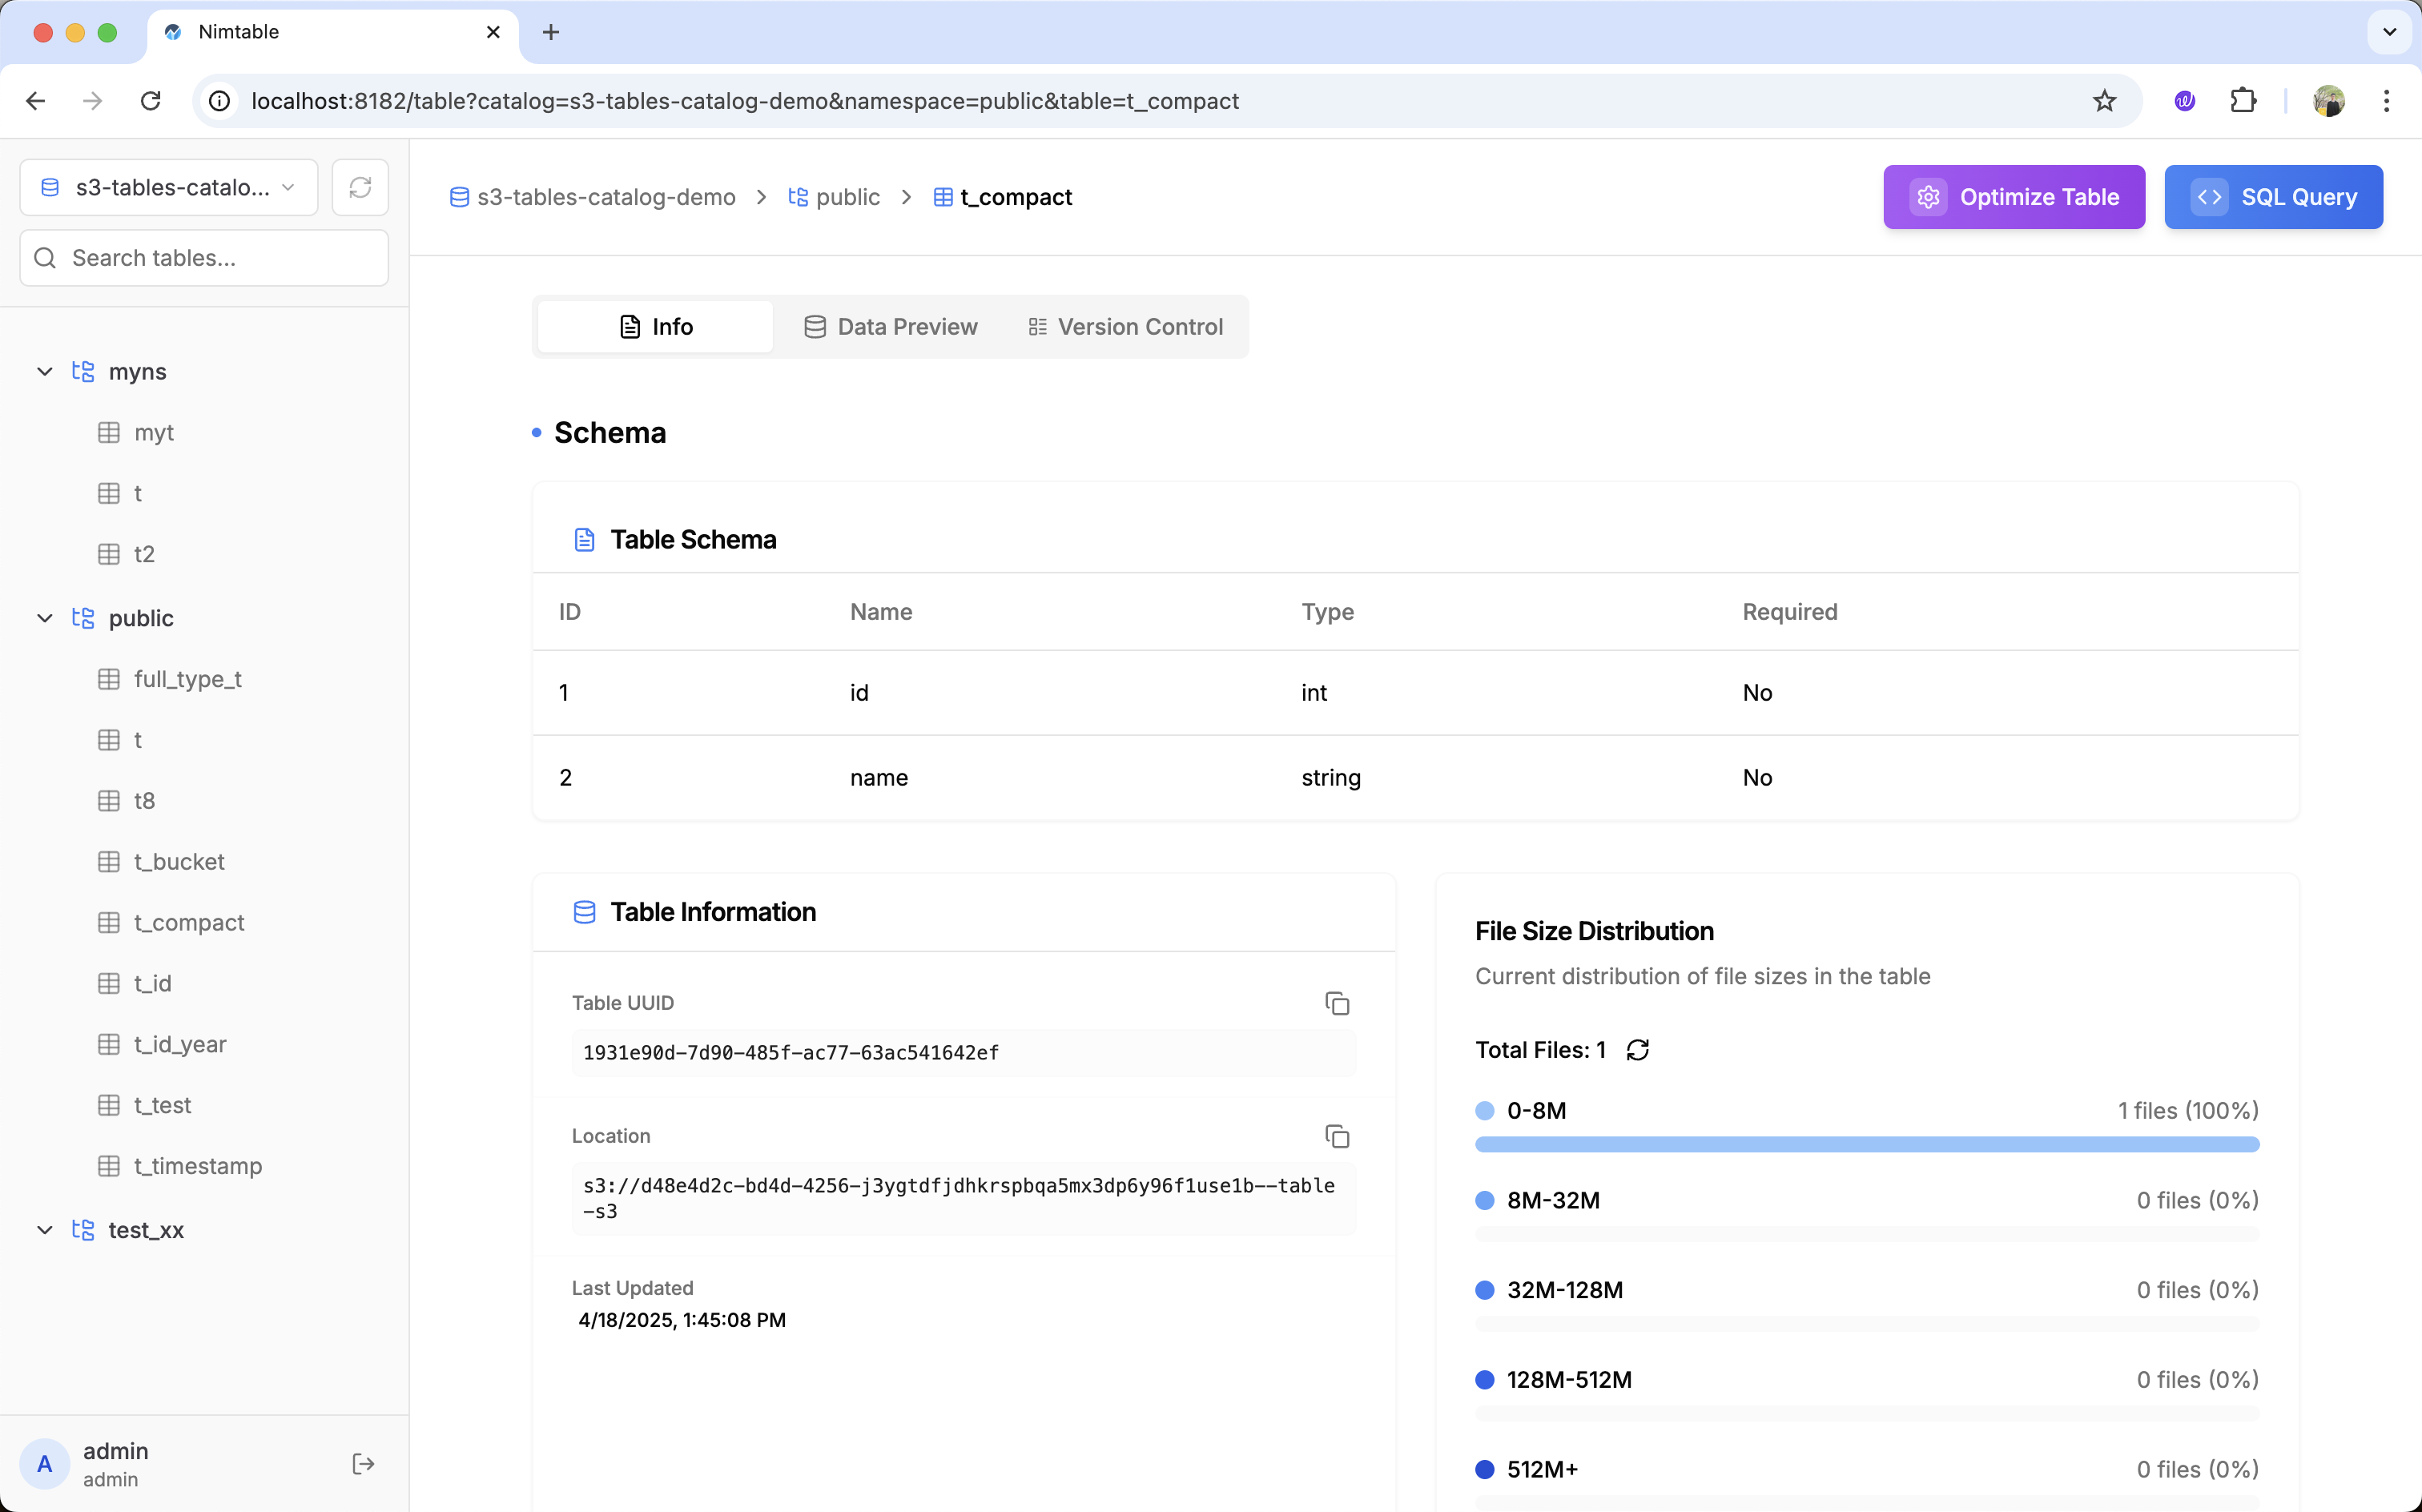 Nimtable
localhost:8182/table?catalog=s3-tables-catalog-demo&namespace=public&table=t_compact
s3-tables-catalo...
Search tables...
myns
myt
t
t2
public
full_type_t
t
t8
t_bucket
t_compact
t_id
t_id_year
t_test
t_timestamp
test_xx
A
admin
admin
s3-tables-catalog-demo > public > t_compact
Optimize Table
SQL Query
Info
Data Preview
Version Control
Schema
Table Schema
ID Name Type Required
1 id int No
2 name string No
Table Information
Table UUID
1931e90d-7d90-485f-ac77-63ac541642ef
Location
s3://d48e4d2c-bd4d-4256-j3ygtdfjdhkrspbqa5mx3dp6y96f1use1b--table
-s3
Last Updated
4/18/2025, 1:45:08 PM
File Size Distribution
Current distribution of file sizes in the table
Total Files: 1
0-8M 1 files (100%)
8M-32M 0 files (0%)
32M-128M 0 files (0%)
128M-512M 0 files (0%)
512M+ 0 files (0%)